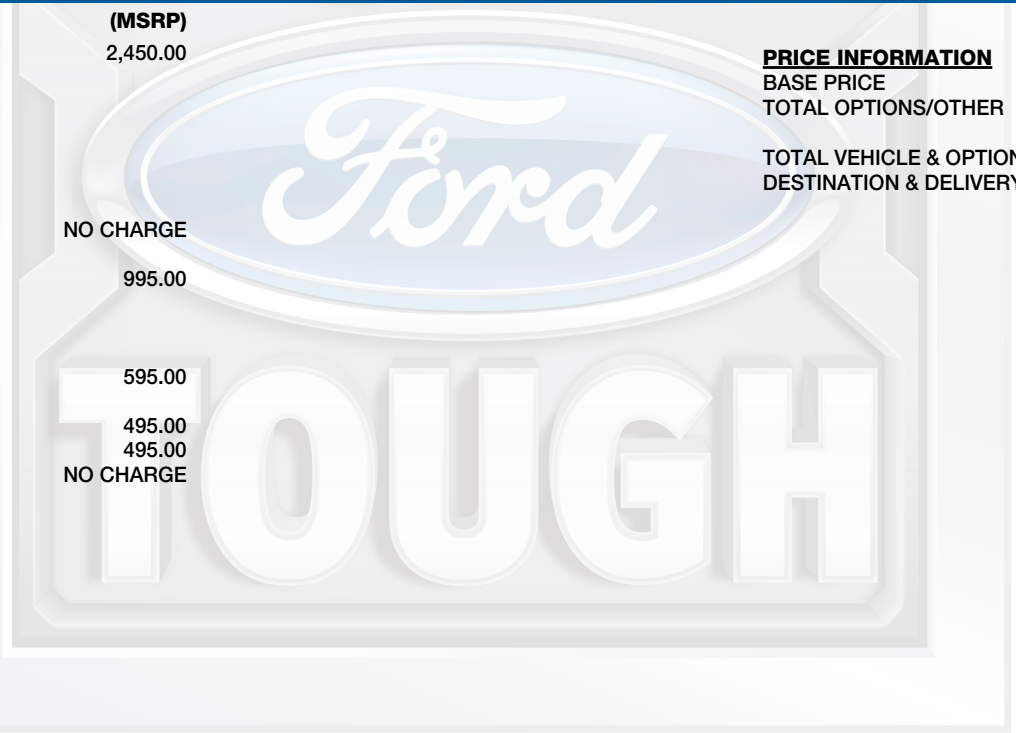 (MSRP)
2,450.00
NO CHARGE
995.00
595.00
495.00
495.00
NO CHARGE
PRICE INFORMATION
BASE PRICE
TOTAL OPTIONS/OTHER
TOTAL VEHICLE & OPTION
DESTINATION & DELIVERY
Ford
TOUGH